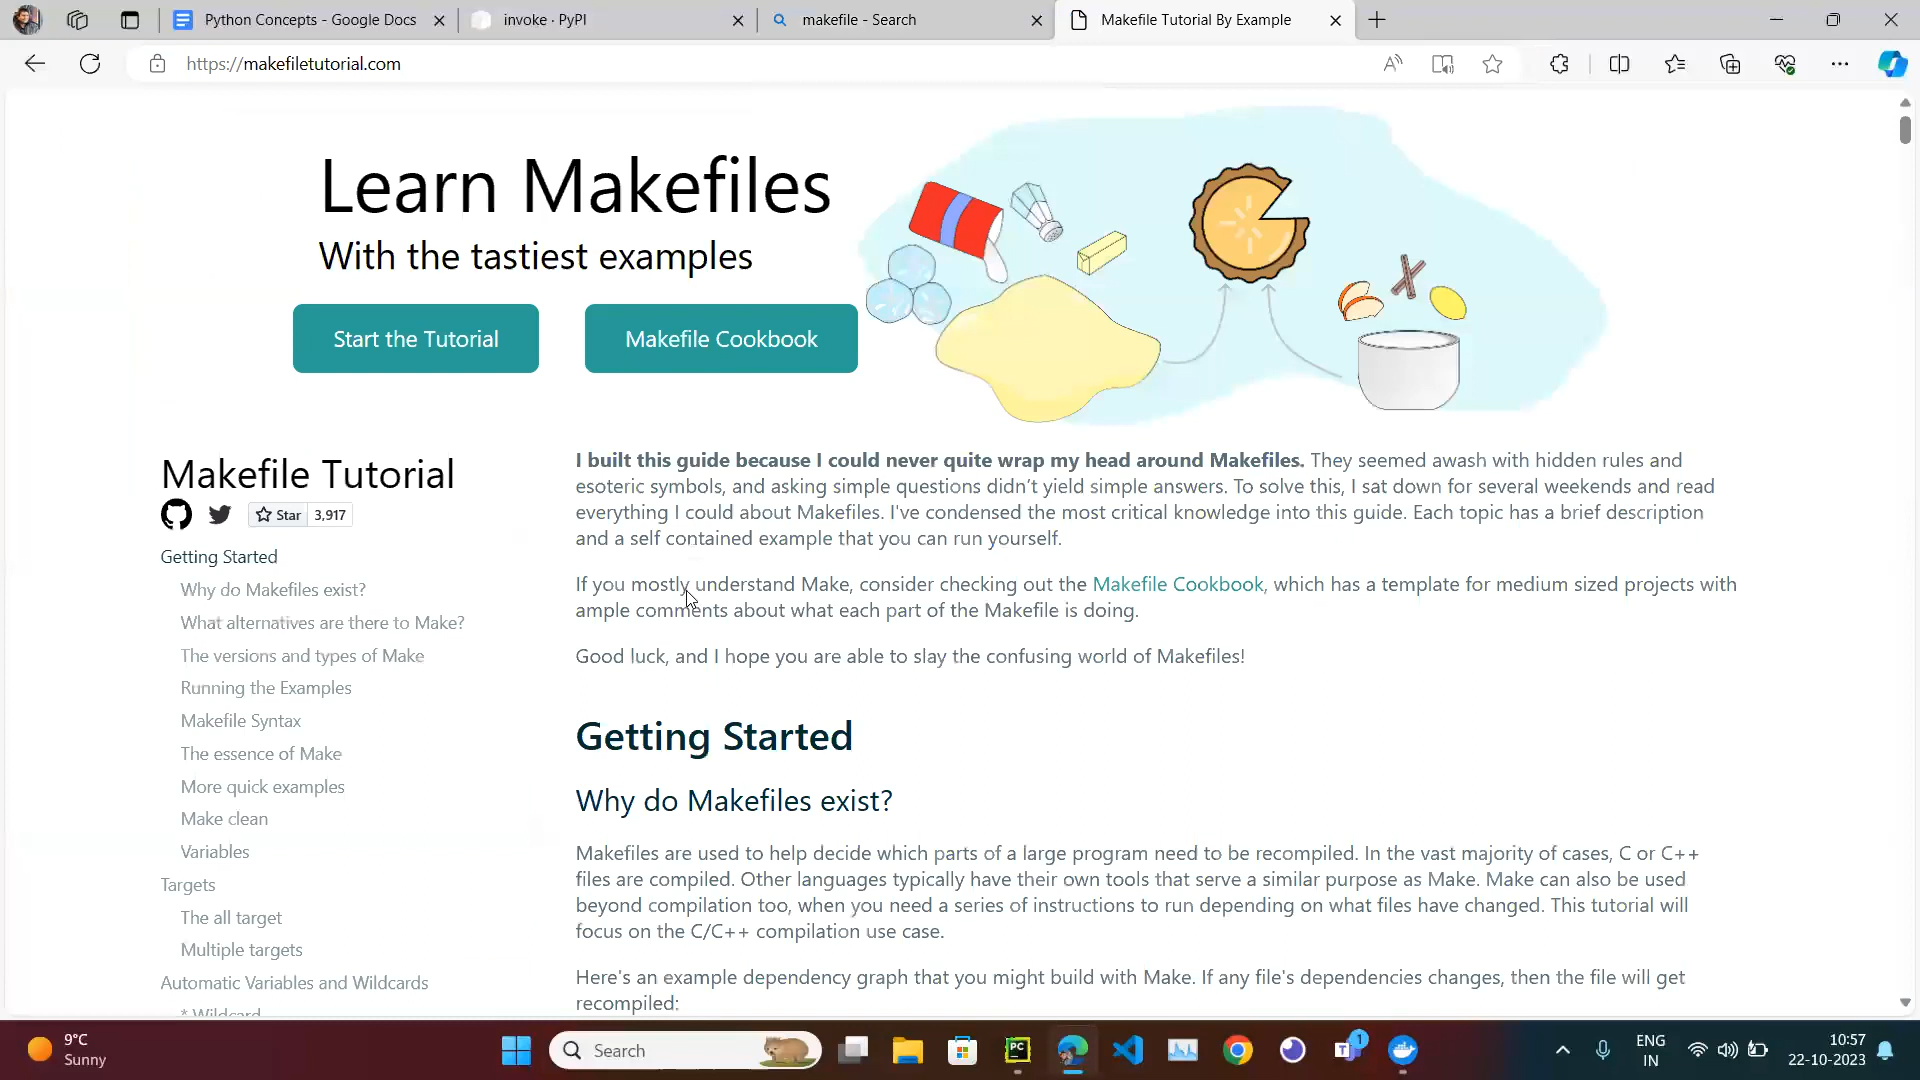 Python Concepts - Google Docs
invoke · PyPI
makefile - Search
Makefile Tutorial By Example
https://makefiletutorial.com
Learn Makefiles
With the tastiest examples
Start the Tutorial
Makefile Cookbook
Makefile Tutorial
Star
3,917
Getting Started
Why do Makefiles exist?
What alternatives are there to Make?
The versions and types of Make
Running the Examples
Makefile Syntax
The essence of Make
More quick examples
Make clean
Variables
Targets
The all target
Multiple targets
Automatic Variables and Wildcards
* Wildcard
I built this guide because I could never quite wrap my head around Makefiles. They seemed awash with hidden rules and
esoteric symbols, and asking simple questions didn't yield simple answers. To solve this, I sat down for several weekends and read
everything I could about Makefiles. I've condensed the most critical knowledge into this guide. Each topic has a brief description
and a self contained example that you can run yourself.
If you mostly understand Make, consider checking out the Makefile Cookbook, which has a template for medium sized projects with
ample comments about what each part of the Makefile is doing.
Good luck, and I hope you are able to slay the confusing world of Makefiles!
Getting Started
Why do Makefiles exist?
Makefiles are used to help decide which parts of a large program need to be recompiled. In the vast majority of cases, C or C++
files are compiled. Other languages typically have their own tools that serve a similar purpose as Make. Make can also be used
beyond compilation too, when you need a series of instructions to run depending on what files have changed. This tutorial will
focus on the C/C++ compilation use case.
Here's an example dependency graph that you might build with Make. If any file's dependencies changes, then the file will get
recompiled:
9°C
Sunny
Search
PC
T
1
ENG
IN
10:57
22-10-2023